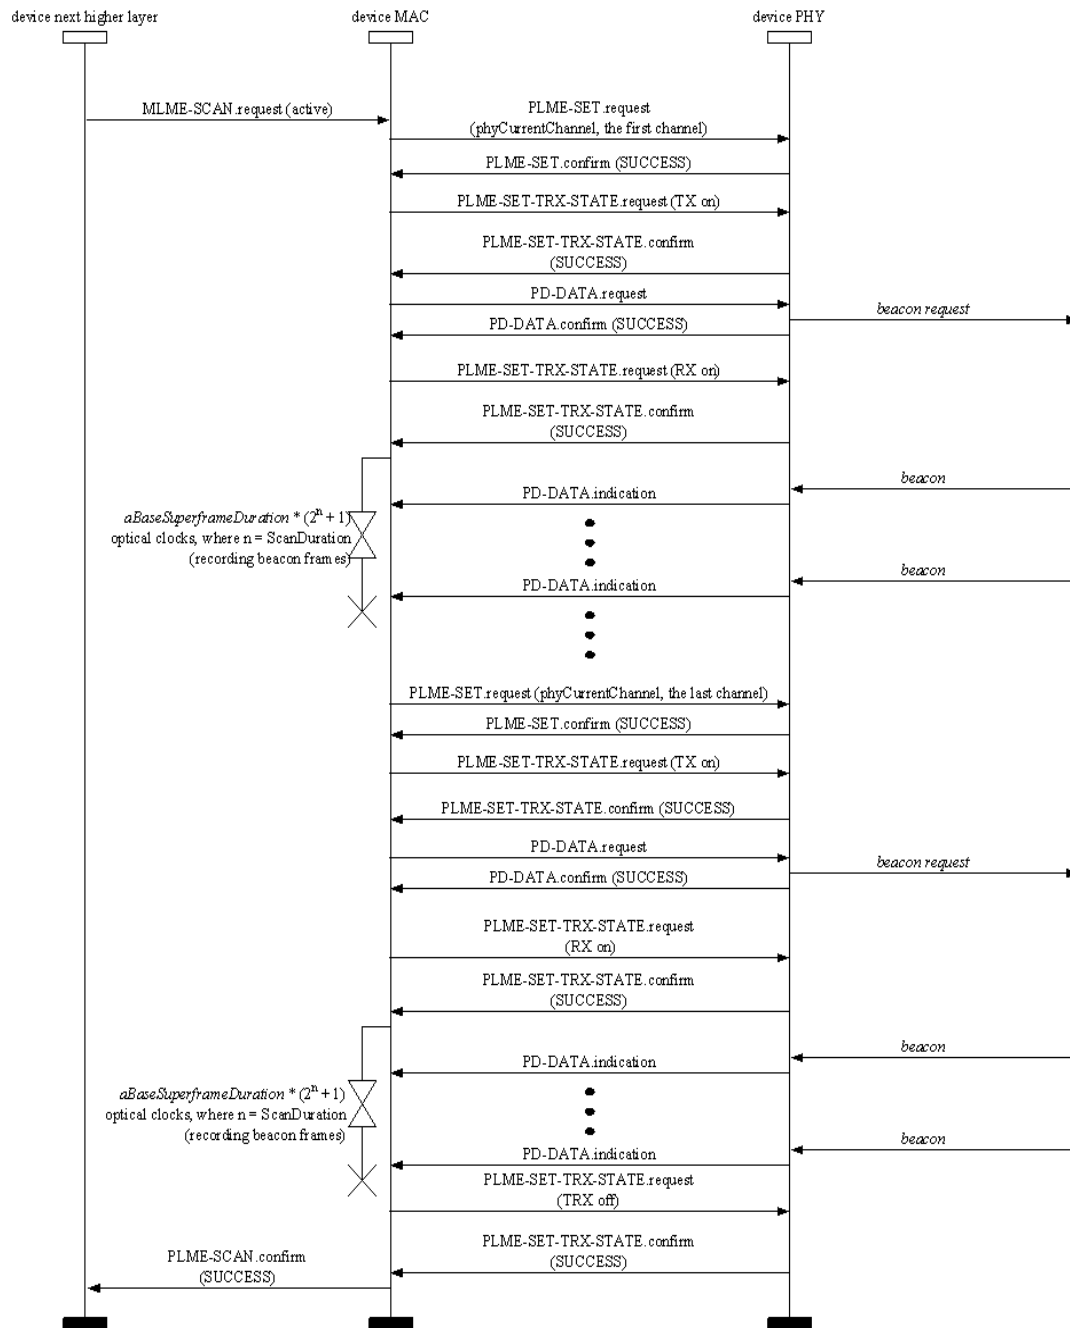 device next higher layer
device MAC
device PHY
MLME-SCAN.request (active)
PLME-SET.request
(phyCurrentChannel, the first channel)
PLME-SET.confirm (SUCCESS)
PLME-SET-TRX-STATE.request (TX on)
PLME-SET-TRX-STATE.confirm
(SUCCESS)
PD-DATA.request
beacon request
PD-DATA.confirm (SUCCESS)
PLME-SET-TRX-STATE.request (RX on)
PLME-SET-TRX-STATE.confirm
(SUCCESS)
beacon
PD-DATA.indication
aBaseSuperframeDuration * (2^n + 1)
optical clocks, where n = ScanDuration
(recording beacon frames)
beacon
PD-DATA.indication
PLME-SET.request (phyCurrentChannel, the last channel)
PLME-SET.confirm (SUCCESS)
PLME-SET-TRX-STATE.request (TX on)
PLME-SET-TRX-STATE.confirm (SUCCESS)
PD-DATA.request
beacon request
PD-DATA.confirm (SUCCESS)
PLME-SET-TRX-STATE.request
(RX on)
PLME-SET-TRX-STATE.confirm
(SUCCESS)
beacon
PD-DATA.indication
aBaseSuperframeDuration * (2^n + 1)
optical clocks, where n = ScanDuration
(recording beacon frames)
beacon
PD-DATA.indication
PLME-SET-TRX-STATE.request
(TRX off)
PLME-SET-TRX-STATE.confirm
(SUCCESS)
PLME-SCAN.confirm
(SUCCESS)